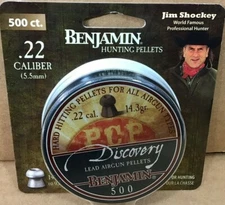 500 ct.
BENJAMIN
HUNTING PELLETS
Jim Shockey
World Famous
Professional Hunter
.22
CALIBER
(5.5mm)
HARD HITTING PELLETS FOR ALL AIRGUN
.22 cal. 14.3gr.
PCP
Discovery
LEAD AIRGUN PELLETS
BENJAMIN
500